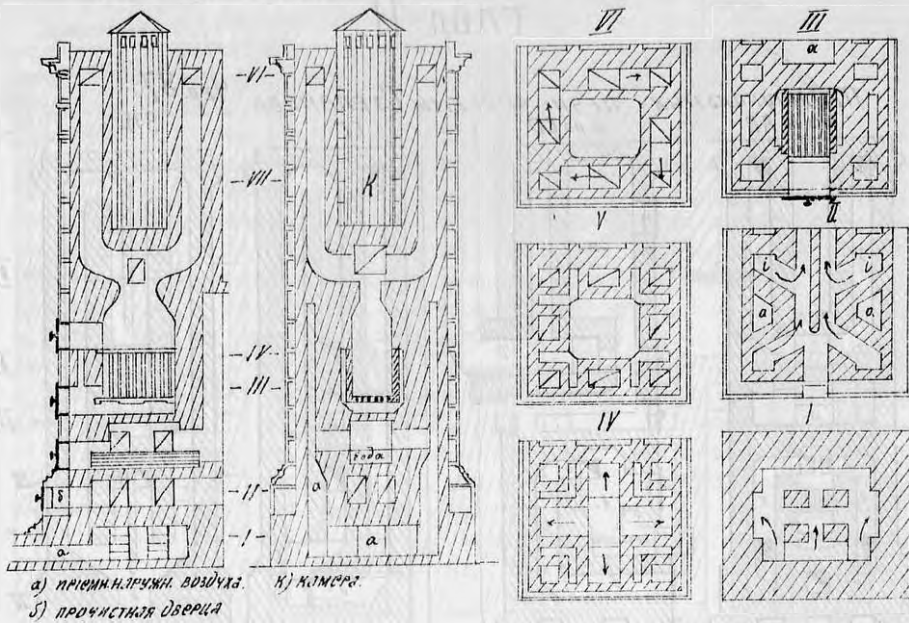 VI III
а
VI
VII
К
V II
i i
а о.
IV
III
IV I
вода
б II а
I
а а
а) приемн. наружн. воздуха. К) камера.
б) прочистная дверца